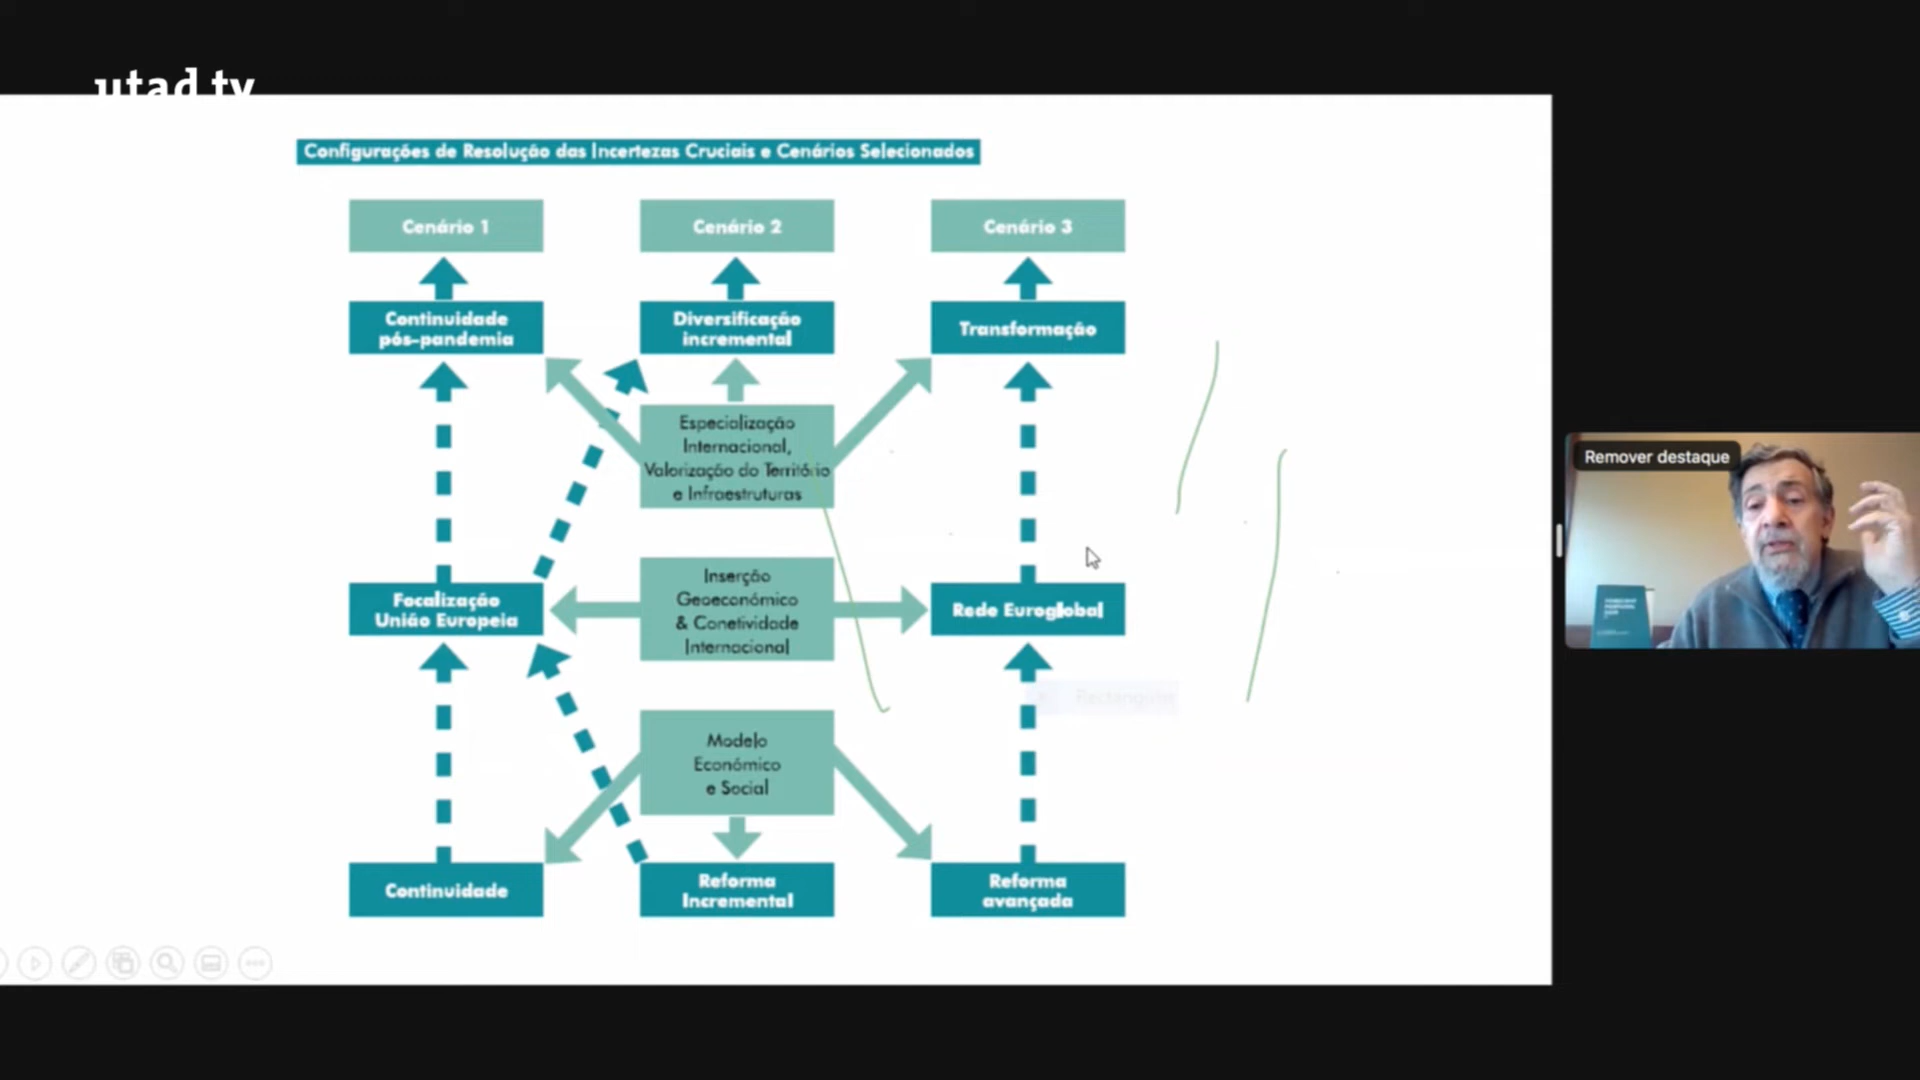 utad.tv
Configurações de Resolução das Incertezas Cruciais e Cenários Selecionados
Cenário 1
Cenário 2
Cenário 3
Continuidade
pós-pandemia
Diversificação
incremental
Transformação
Especialização
Internacional,
Valorização do Território
e Infraestruturas
Inserção
Geoeconómico
& Conetividade
Internacional
Focalização
União Europeia
Rede Euroglobal
Modelo
Económico
e Social
Continuidade
Reforma
Incremental
Reforma
avançada
Remover destaque